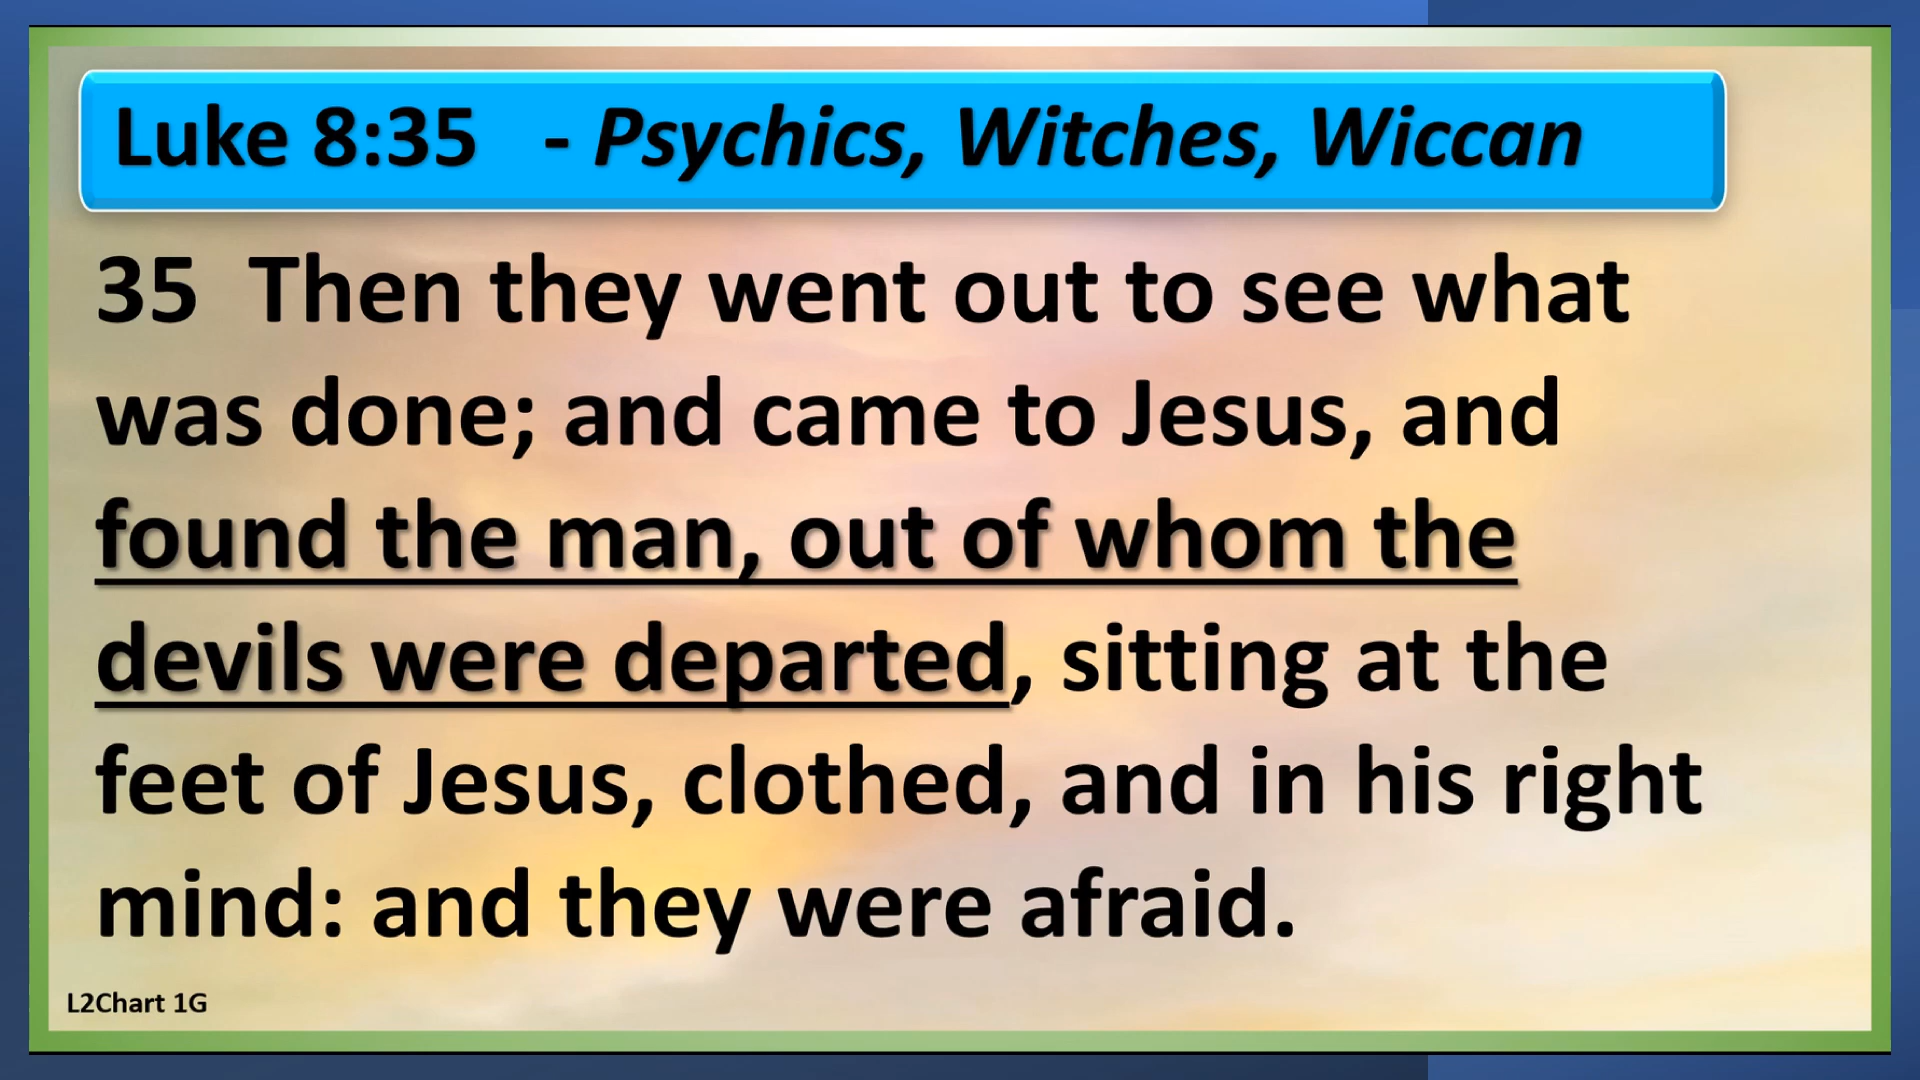 Luke 8:35 - Psychics, Witches, Wiccan
35 Then they went out to see what
was done; and came to Jesus, and
found the man, out of whom the
devils were departed, sitting at the
feet of Jesus, clothed, and in his right
mind: and they were afraid.
L2Chart 1G